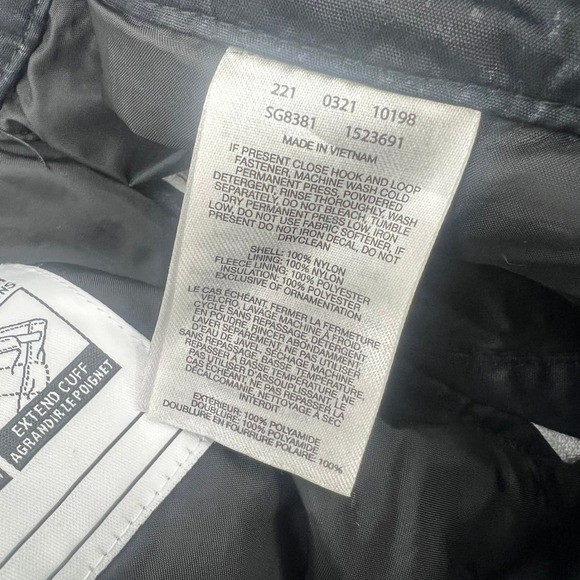 221 0321 10198
SG8381 1523691
MADE IN VIETNAM
IF PRESENT CLOSE HOOK AND LOOP
FASTENER. MACHINE WASH COLD
PERMANENT PRESS, POWDERED
DETERGENT, RINSE THOROUGHLY, WASH
SEPARATELY, DO NOT BLEACH, TUMBLE
DRY PERMANENT PRESS LOW, IRON
LOW, DO NOT USE FABRIC SOFTENER, IF
PRESENT DO NOT IRON DECAL, DO NOT
DRYCLEAN
SHELL: 100% NYLON
LINING: 100% NYLON
FLEECE LINING: 100% POLYESTER
INSULATION: 100% POLYESTER
EXCLUSIVE OF ORNAMENTATION
LE CAS ÉCHÉANT, FERMER LA FERMETURE
VELCRO. LAVAGE MACHINE À FROID,
SANS REPASSAGE, DÉTERGENT
EN POUDRE, RINCER ABONDAMMENT
LAVER SÉPARÉMENT. NE PAS UTILISER
D'EAU DE JAVEL, SÉCHAGE MACHINE
SANS REPASSAGE, BASSE TEMPÉRATURE,
REPASSER À BASSE TEMPÉRATURE, NE
PAS UTILISER D'ASSOUPLISSANT, LE
CAS ÉCHÉANT, NE PAS REPASSER LA
DÉCALCOMANIE, NETTOYAGE À SEC
INTERDIT
EXTÉRIEUR: 100% POLYAMIDE
DOUBLURE: 100% POLYAMIDE
DOUBLURE EN FOURRURE POLAIRE: 100%
EXTEND CUFF
AGRANDIR LE POIGNET